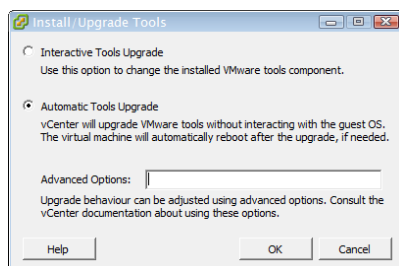 Install/Upgrade Tools
Interactive Tools Upgrade
Use this option to change the installed VMware tools component.
Automatic Tools Upgrade
vCenter will upgrade VMware tools without interacting with the guest OS.
The virtual machine will automatically reboot after the upgrade, if needed.
Advanced Options:
Upgrade behaviour can be adjusted using advanced options. Consult the
vCenter documentation about using these options.
Help OK Cancel